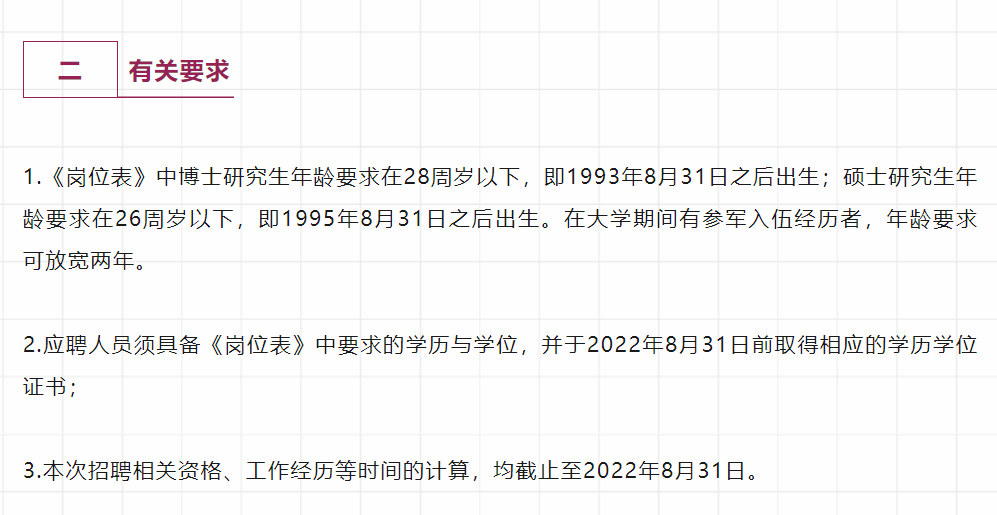 二 有关要求
1.《岗位表》中博士研究生年龄要求在28周岁以下，即1993年8月31日之后出生；硕士研究生年
龄要求在26周岁以下，即1995年8月31日之后出生。在大学期间有参军入伍经历者，年龄要求
可放宽两年。
2.应聘人员须具备《岗位表》中要求的学历与学位，并于2022年8月31日前取得相应的学历学位
证书；
3.本次招聘相关资格、工作经历等时间的计算，均截止至2022年8月31日。